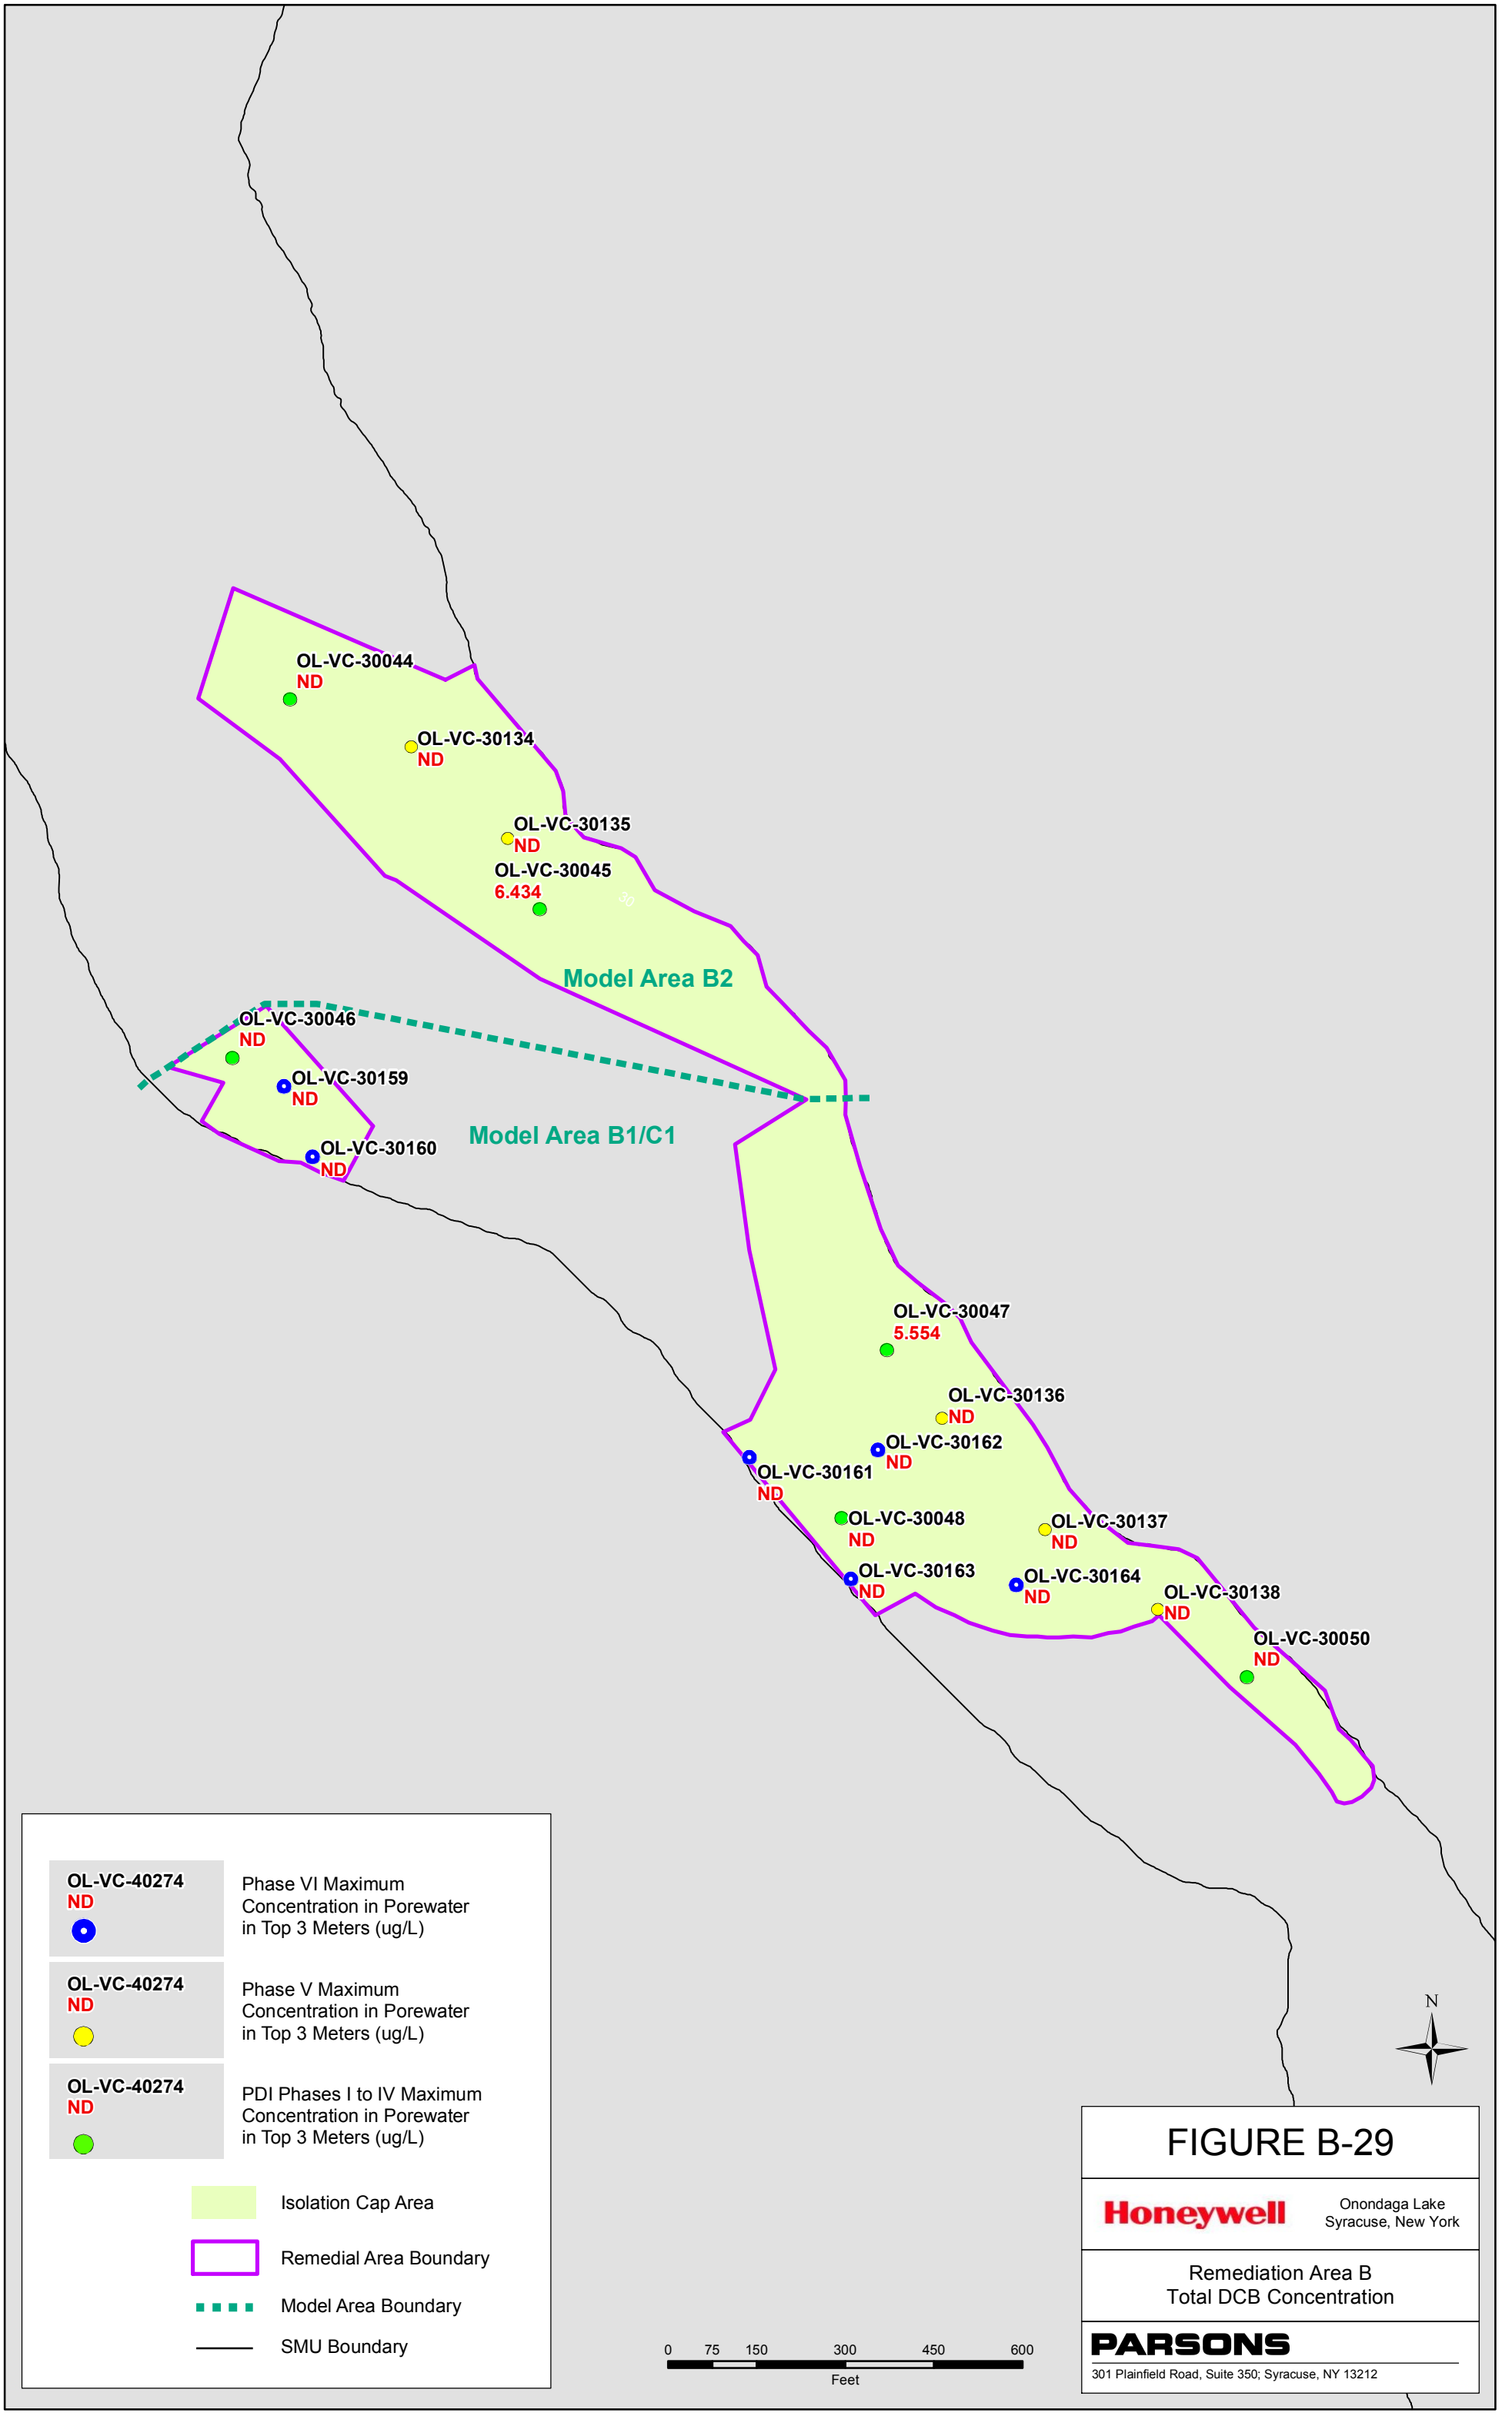 OL-VC-30044
ND
OL-VC-30134
ND
OL-VC-30135
ND
OL-VC-30045
6.434
30
Model Area B2
OL-VC-30046
ND
OL-VC-30159
ND
OL-VC-30160
ND
Model Area B1/C1
OL-VC-30047
5.554
OL-VC-30136
ND
OL-VC-30162
ND
OL-VC-30161
ND
OL-VC-30048
ND
OL-VC-30137
ND
OL-VC-30163
ND
OL-VC-30164
ND
OL-VC-30138
ND
OL-VC-30050
ND
OL-VC-40274
ND
Phase VI Maximum
Concentration in Porewater
in Top 3 Meters (ug/L)
OL-VC-40274
ND
Phase V Maximum
Concentration in Porewater
in Top 3 Meters (ug/L)
OL-VC-40274
ND
PDI Phases I to IV Maximum
Concentration in Porewater
in Top 3 Meters (ug/L)
Isolation Cap Area
Remedial Area Boundary
Model Area Boundary
SMU Boundary
0 75 150 300 450 600
Feet
N
FIGURE B-29
Honeywell
Onondaga Lake
Syracuse, New York
Remediation Area B
Total DCB Concentration
PARSONS
301 Plainfield Road, Suite 350; Syracuse, NY 13212